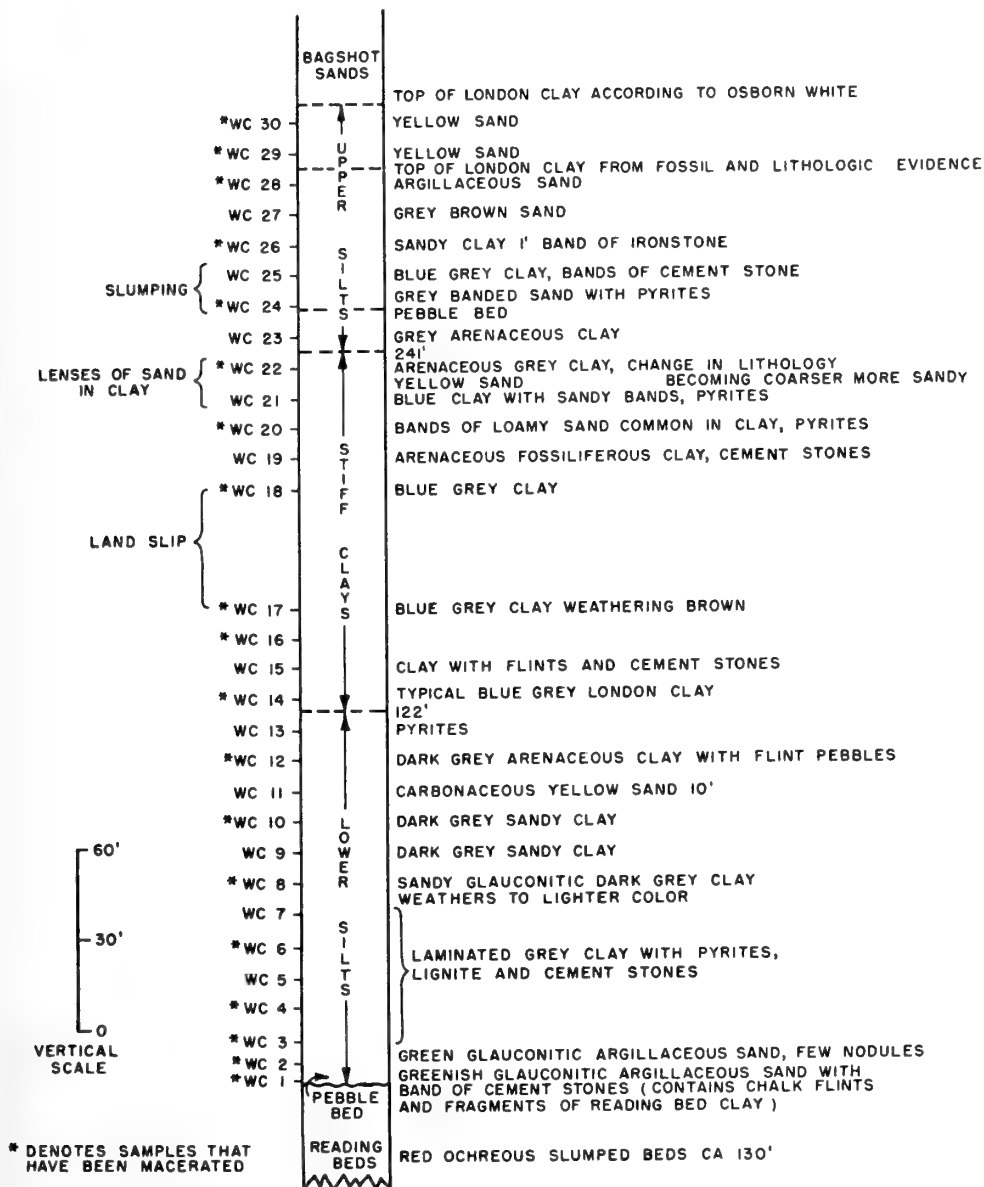 BAGSHOT
SANDS
TOP OF LONDON CLAY ACCORDING TO OSBORN WHITE
*WC 30 YELLOW SAND
*WC 29 YELLOW SAND
TOP OF LONDON CLAY FROM FOSSIL AND LITHOLOGIC EVIDENCE
*WC 28 ARGILLACEOUS SAND
WC 27 GREY BROWN SAND
*WC 26 SANDY CLAY 1' BAND OF IRONSTONE
UPPER SILTS
SLUMPING
WC 25 BLUE GREY CLAY, BANDS OF CEMENT STONE
*WC 24 GREY BANDED SAND WITH PYRITES
PEBBLE BED
WC 23 GREY ARENACEOUS CLAY
241'
LENSES OF SAND
IN CLAY
*WC 22 ARENACEOUS GREY CLAY, CHANGE IN LITHOLOGY
YELLOW SAND BECOMING COARSER MORE SANDY
WC 21 BLUE CLAY WITH SANDY BANDS, PYRITES
*WC 20 BANDS OF LOAMY SAND COMMON IN CLAY, PYRITES
WC 19 ARENACEOUS FOSSILIFEROUS CLAY, CEMENT STONES
*WC 18 BLUE GREY CLAY
STIFF CLAYS
LAND SLIP
*WC 17 BLUE GREY CLAY WEATHERING BROWN
*WC 16
WC 15 CLAY WITH FLINTS AND CEMENT STONES
*WC 14 TYPICAL BLUE GREY LONDON CLAY
122'
WC 13 PYRITES
*WC 12 DARK GREY ARENACEOUS CLAY WITH FLINT PEBBLES
WC 11 CARBONACEOUS YELLOW SAND 10'
*WC 10 DARK GREY SANDY CLAY
WC 9 DARK GREY SANDY CLAY
*WC 8 SANDY GLAUCONITIC DARK GREY CLAY
WEATHERS TO LIGHTER COLOR
LOWER SILTS
WC 7
*WC 6 LAMINATED GREY CLAY WITH PYRITES,
LIGNITE AND CEMENT STONES
WC 5
*WC 4
*WC 3
GREEN GLAUCONITIC ARGILLACEOUS SAND, FEW NODULES
*WC 2
GREENISH GLAUCONITIC ARGILLACEOUS SAND WITH
*WC 1 BAND OF CEMENT STONES (CONTAINS CHALK FLINTS
AND FRAGMENTS OF READING BED CLAY)
PEBBLE
BED
60'
30'
0
VERTICAL
SCALE
READING
BEDS
RED OCHREOUS SLUMPED BEDS CA 130'
* DENOTES SAMPLES THAT
HAVE BEEN MACERATED